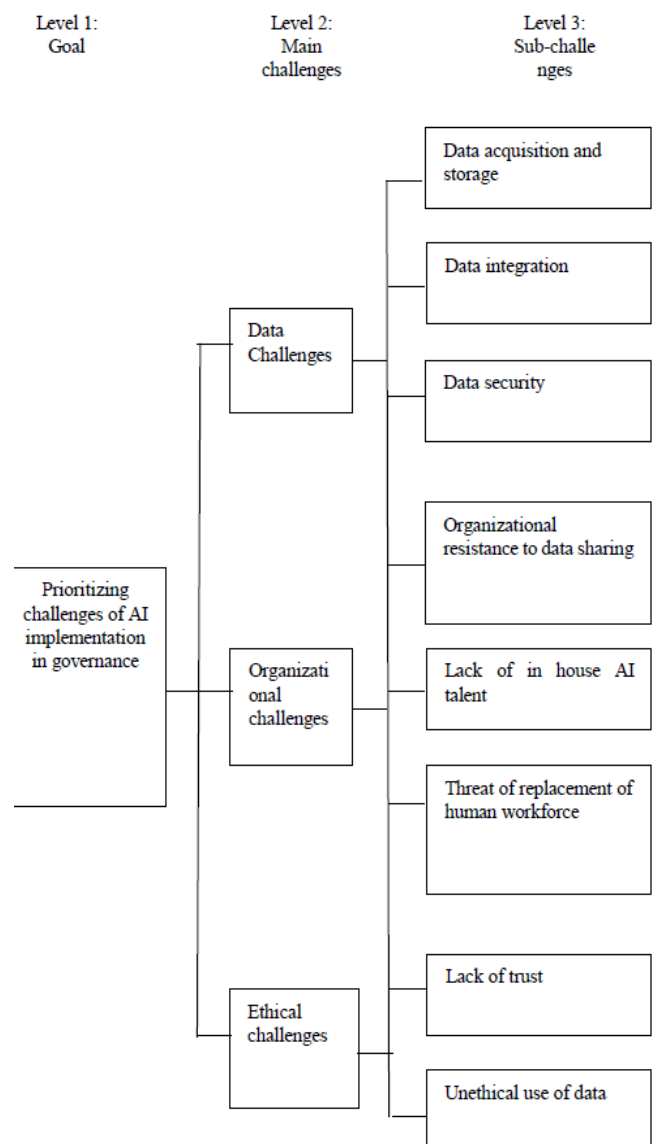 Level 1:
Goal
Level 2:
Main
challenges
Level 3:
Sub-challe
nges
Prioritizing
challenges of AI
implementation
in governance
Data
Challenges
Organizati
onal
challenges
Ethical
challenges
Data acquisition and
storage
Data integration
Data security
Organizational
resistance to data sharing
Lack of in house AI
talent
Threat of replacement of
human workforce
Lack of trust
Unethical use of data